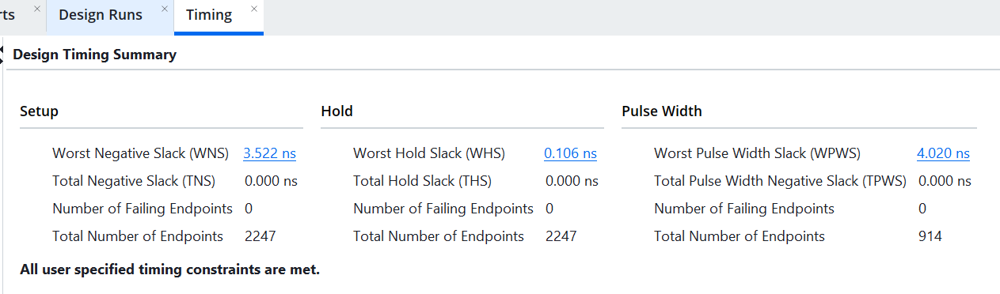 rts Design Runs Timing
Design Timing Summary
Setup Hold Pulse Width
Worst Negative Slack (WNS) 3.522 ns Worst Hold Slack (WHS) 0.106 ns Worst Pulse Width Slack (WPWS) 4.020 ns
Total Negative Slack (TNS) 0.000 ns Total Hold Slack (THS) 0.000 ns Total Pulse Width Negative Slack (TPWS) 0.000 ns
Number of Failing Endpoints 0 Number of Failing Endpoints 0 Number of Failing Endpoints 0
Total Number of Endpoints 2247 Total Number of Endpoints 2247 Total Number of Endpoints 914
All user specified timing constraints are met.